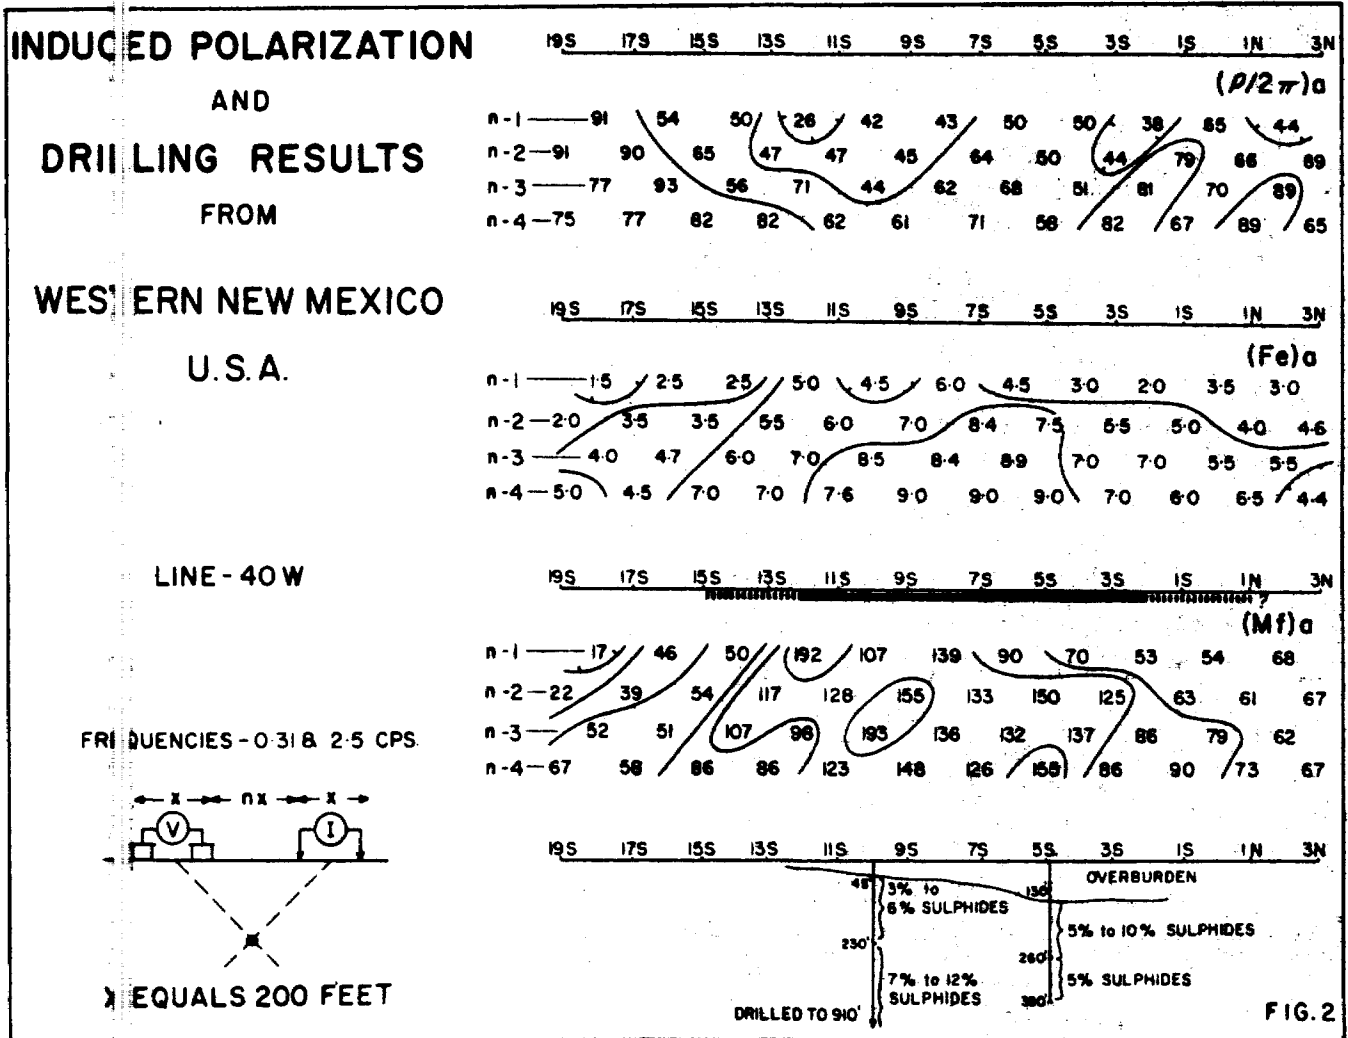 INDUCED POLARIZATION
AND
DRILLING RESULTS
FROM
WESTERN NEW MEXICO
U.S.A.
LINE-40W
FREQUENCIES-0·31 & 2·5 CPS.
x nx x
V I
X EQUALS 200 FEET
19S 17S 15S 13S 11S 9S 7S 5S 3S 1S 1N 3N
(ρ/2π)a
n-1 91 54 50 26 42 43 50 50 38 85 44
n-2 91 90 65 47 47 45 64 50 44 79 66 89
n-3 77 93 56 71 44 62 68 51 81 70 89
n-4 75 77 82 82 62 61 71 58 82 67 89 65
19S 17S 15S 13S 11S 9S 7S 5S 3S 1S 1N 3N
(Fe)a
n-1 1·5 2·5 2·5 5·0 4·5 6·0 4·5 3·0 2·0 3·5 3·0
n-2 2·0 3·5 3·5 5·5 6·0 7·0 8·4 7·5 5·5 5·0 4·0 4·6
n-3 4·0 4·7 6·0 7·0 8·5 8·4 8·9 7·0 7·0 5·5 5·5
n-4 5·0 4·5 7·0 7·0 7·6 9·0 9·0 9·0 7·0 6·0 6·5 4·4
19S 17S 15S 13S 11S 9S 7S 5S 3S 1S 1N 3N
?
(Mf)a
n-1 17 46 50 192 107 139 90 70 53 54 68
n-2 22 39 54 117 128 155 133 150 125 63 61 67
n-3 52 51 107 98 193 136 132 137 86 79 62
n-4 67 58 86 86 123 148 126 155 86 90 73 67
19S 17S 15S 13S 11S 9S 7S 5S 3S 1S 1N 3N
OVERBURDEN
45' 3% to 6% SULPHIDES
230'
7% to 12% SULPHIDES
DRILLED TO 910'
130'
5% to 10% SULPHIDES
260'
5% SULPHIDES
FIG. 2